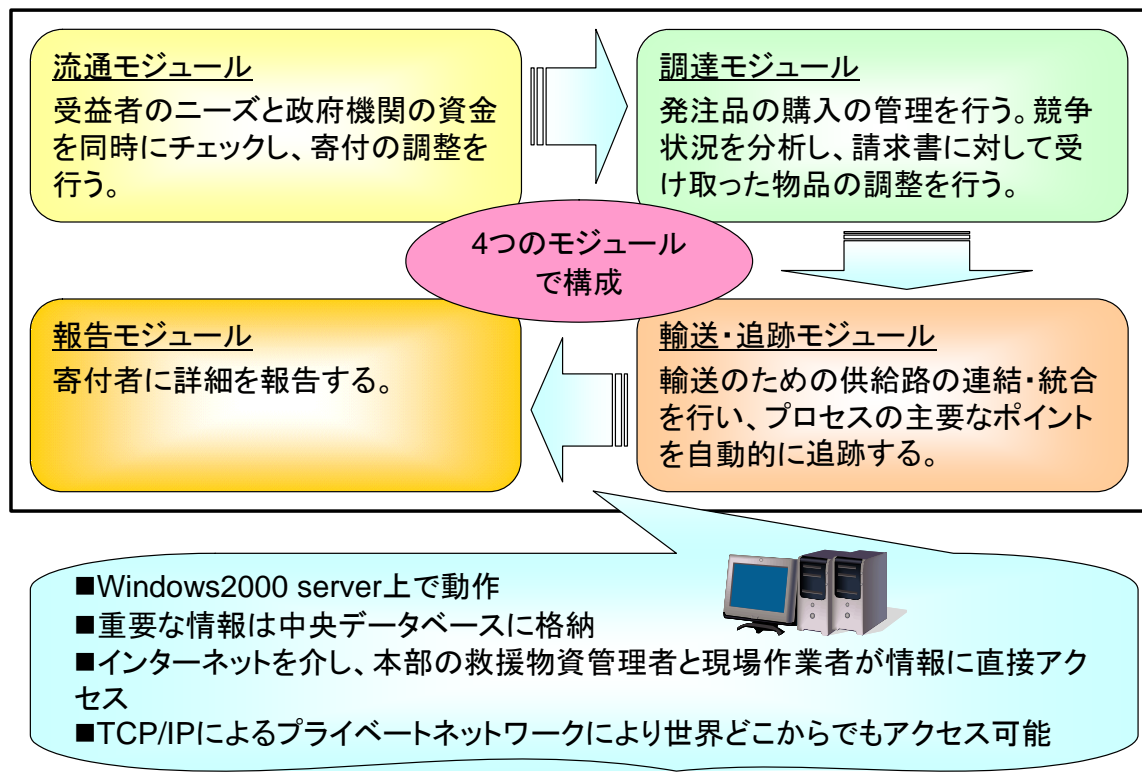 流通モジュール
受益者のニーズと政府機関の資金
を同時にチェックし、寄付の調整を
行う。
調達モジュール
発注品の購入の管理を行う。競争
状況を分析し、請求書に対して受
け取った物品の調整を行う。
4つのモジュール
で構成
報告モジュール
寄付者に詳細を報告する。
輸送・追跡モジュール
輸送のための供給路の連結・統合
を行い、プロセスの主要なポイント
を自動的に追跡する。
■Windows2000 server上で動作
■重要な情報は中央データベースに格納
■インターネットを介し、本部の救援物資管理者と現場作業者が情報に直接アク
セス
■TCP/IPによるプライベートネットワークにより世界どこからでもアクセス可能